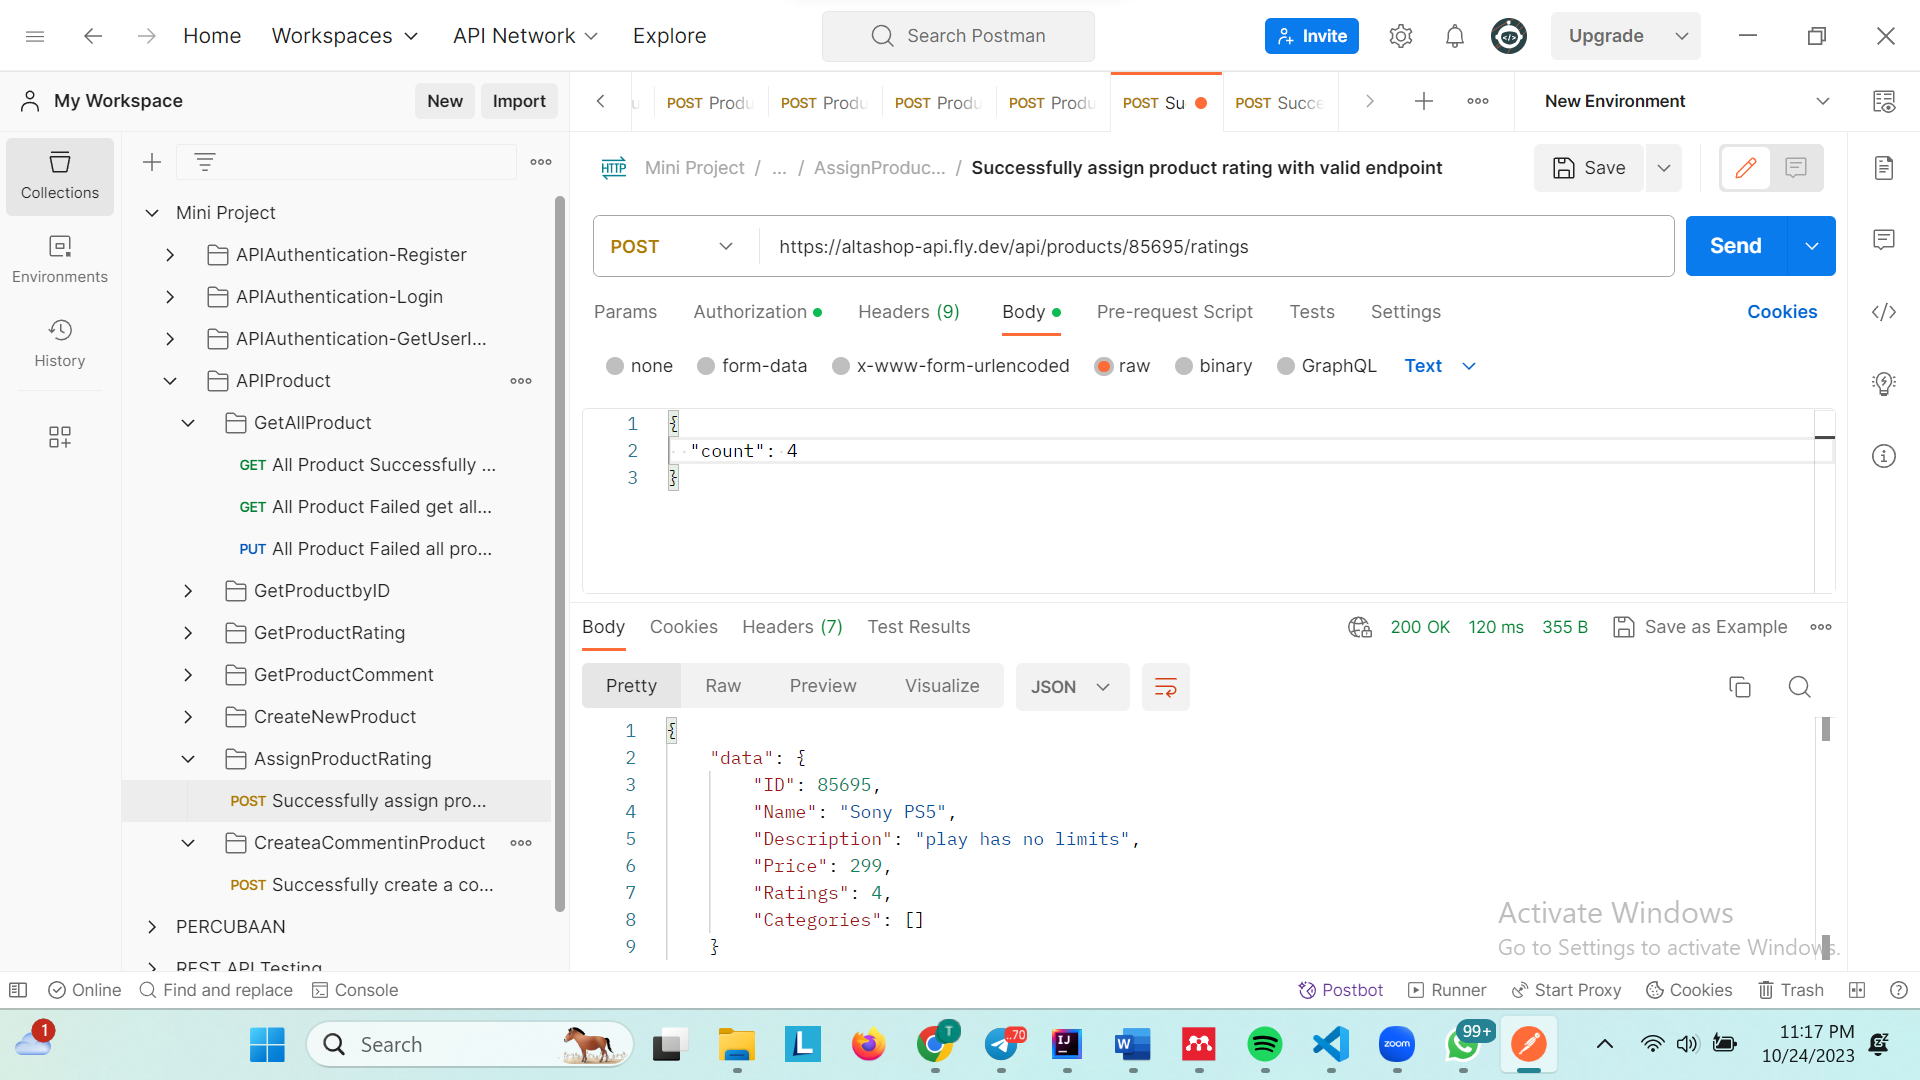 Home
Workspaces
API Network
Explore
Search Postman
Invite
Upgrade
My Workspace
New
Import
POST Produ
POST Produ
POST Produ
POST Produ
POST Su
POST Succe
New Environment
Collections
Environments
History
Mini Project
APIAuthentication-Register
APIAuthentication-Login
APIAuthentication-GetUserI...
APIProduct
GetAllProduct
GET All Product Successfully ...
GET All Product Failed get all...
PUT All Product Failed all pro...
GetProductbyID
GetProductRating
GetProductComment
CreateNewProduct
AssignProductRating
POST Successfully assign pro...
CreateaCommentinProduct
POST Successfully create a co...
PERCUBAAN
REST API Testing
HTTP Mini Project / ... / AssignProduc... / Successfully assign product rating with valid endpoint
Save
POST
https://altashop-api.fly.dev/api/products/85695/ratings
Send
Params
Authorization
Headers (9)
Body
Pre-request Script
Tests
Settings
Cookies
none
form-data
x-www-form-urlencoded
raw
binary
GraphQL
Text
1 {
2 "count": 4
3 }
Body
Cookies
Headers (7)
Test Results
200 OK
120 ms
355 B
Save as Example
Pretty
Raw
Preview
Visualize
JSON
1 {
2 "data": {
3 "ID": 85695,
4 "Name": "Sony PS5",
5 "Description": "play has no limits",
6 "Price": 299,
7 "Ratings": 4,
8 "Categories": []
9 }
Activate Windows
Go to Settings to activate Windows.
Online
Find and replace
Console
Postbot
Runner
Start Proxy
Cookies
Trash
1
Search
L
T
..70
IJ
W
zoom
99+
11:17 PM
10/24/2023